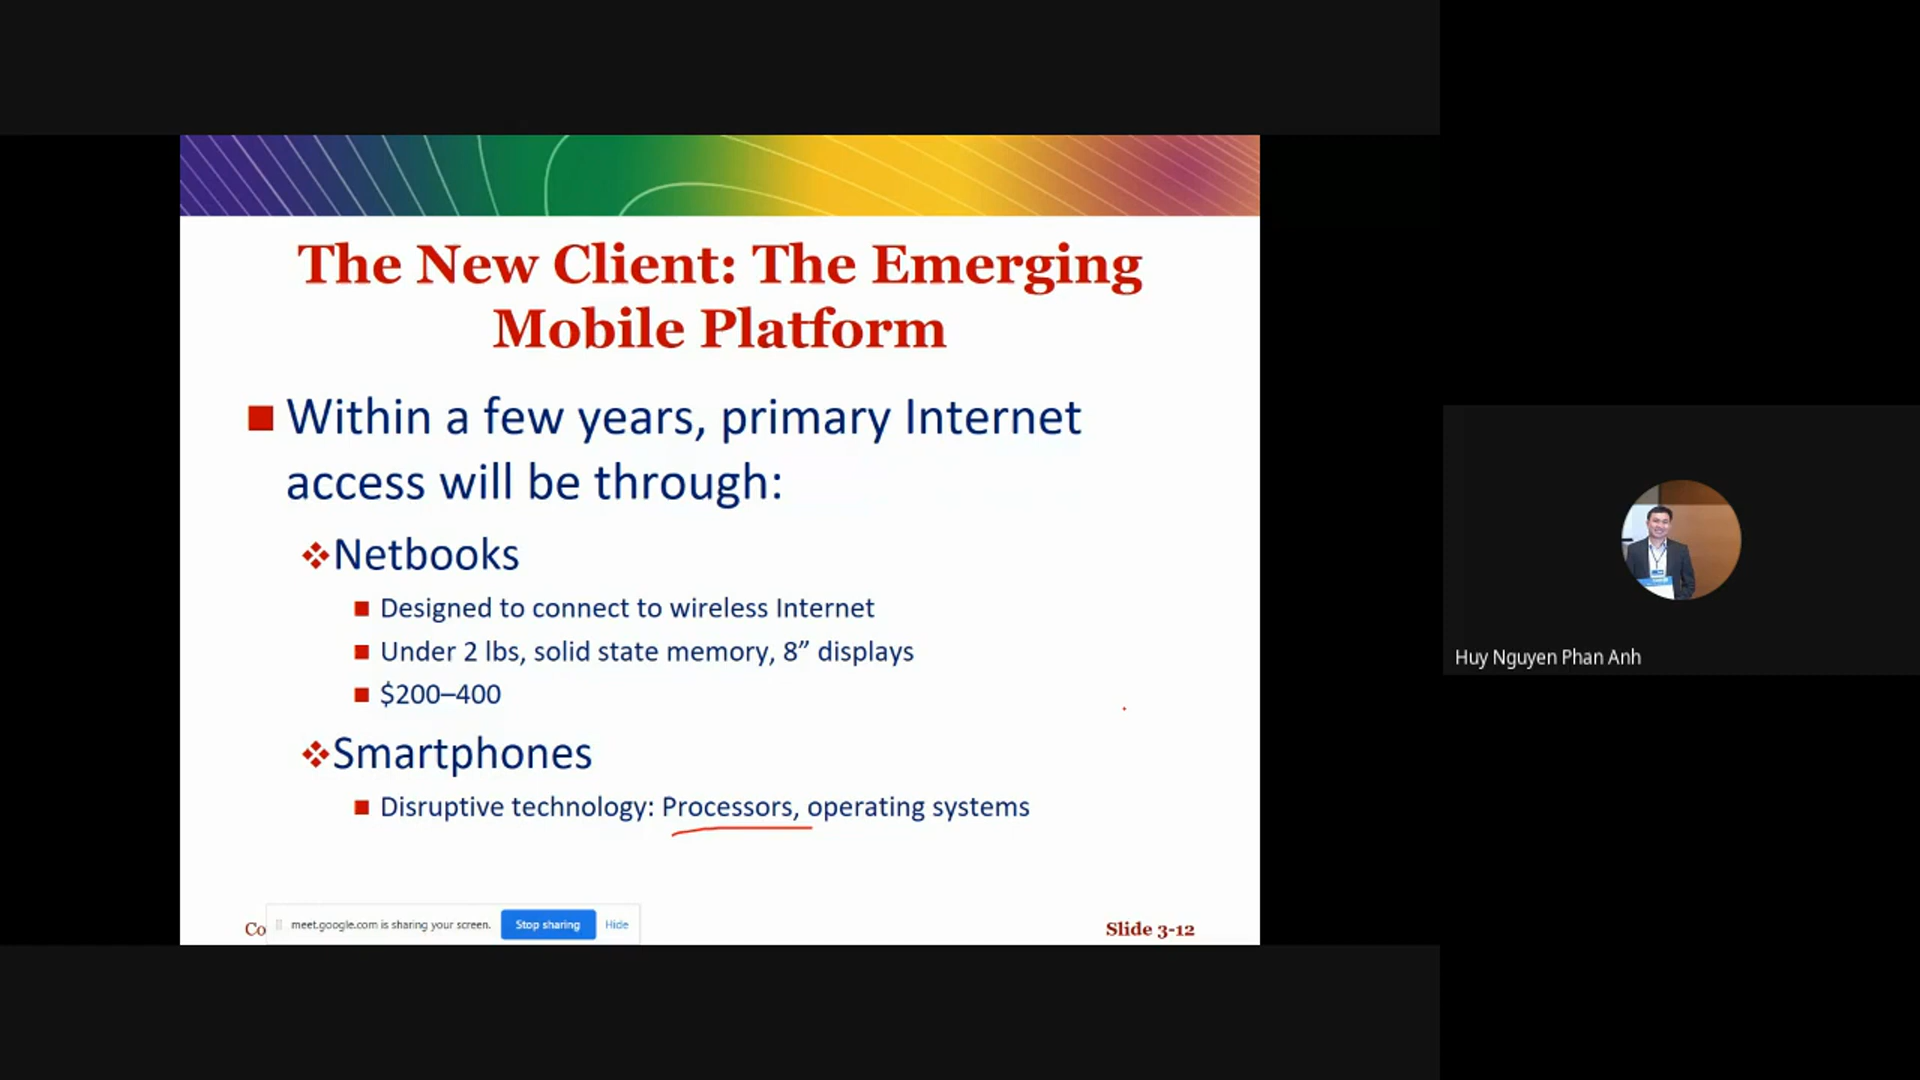 The New Client: The Emerging
Mobile Platform
Within a few years, primary Internet
access will be through:
Netbooks
Designed to connect to wireless Internet
Under 2 lbs, solid state memory, 8” displays
$200–400
Smartphones
Disruptive technology: Processors, operating systems
Co
meet.google.com is sharing your screen.
Stop sharing
Hide
Slide 3-12
Huy Nguyen Phan Anh